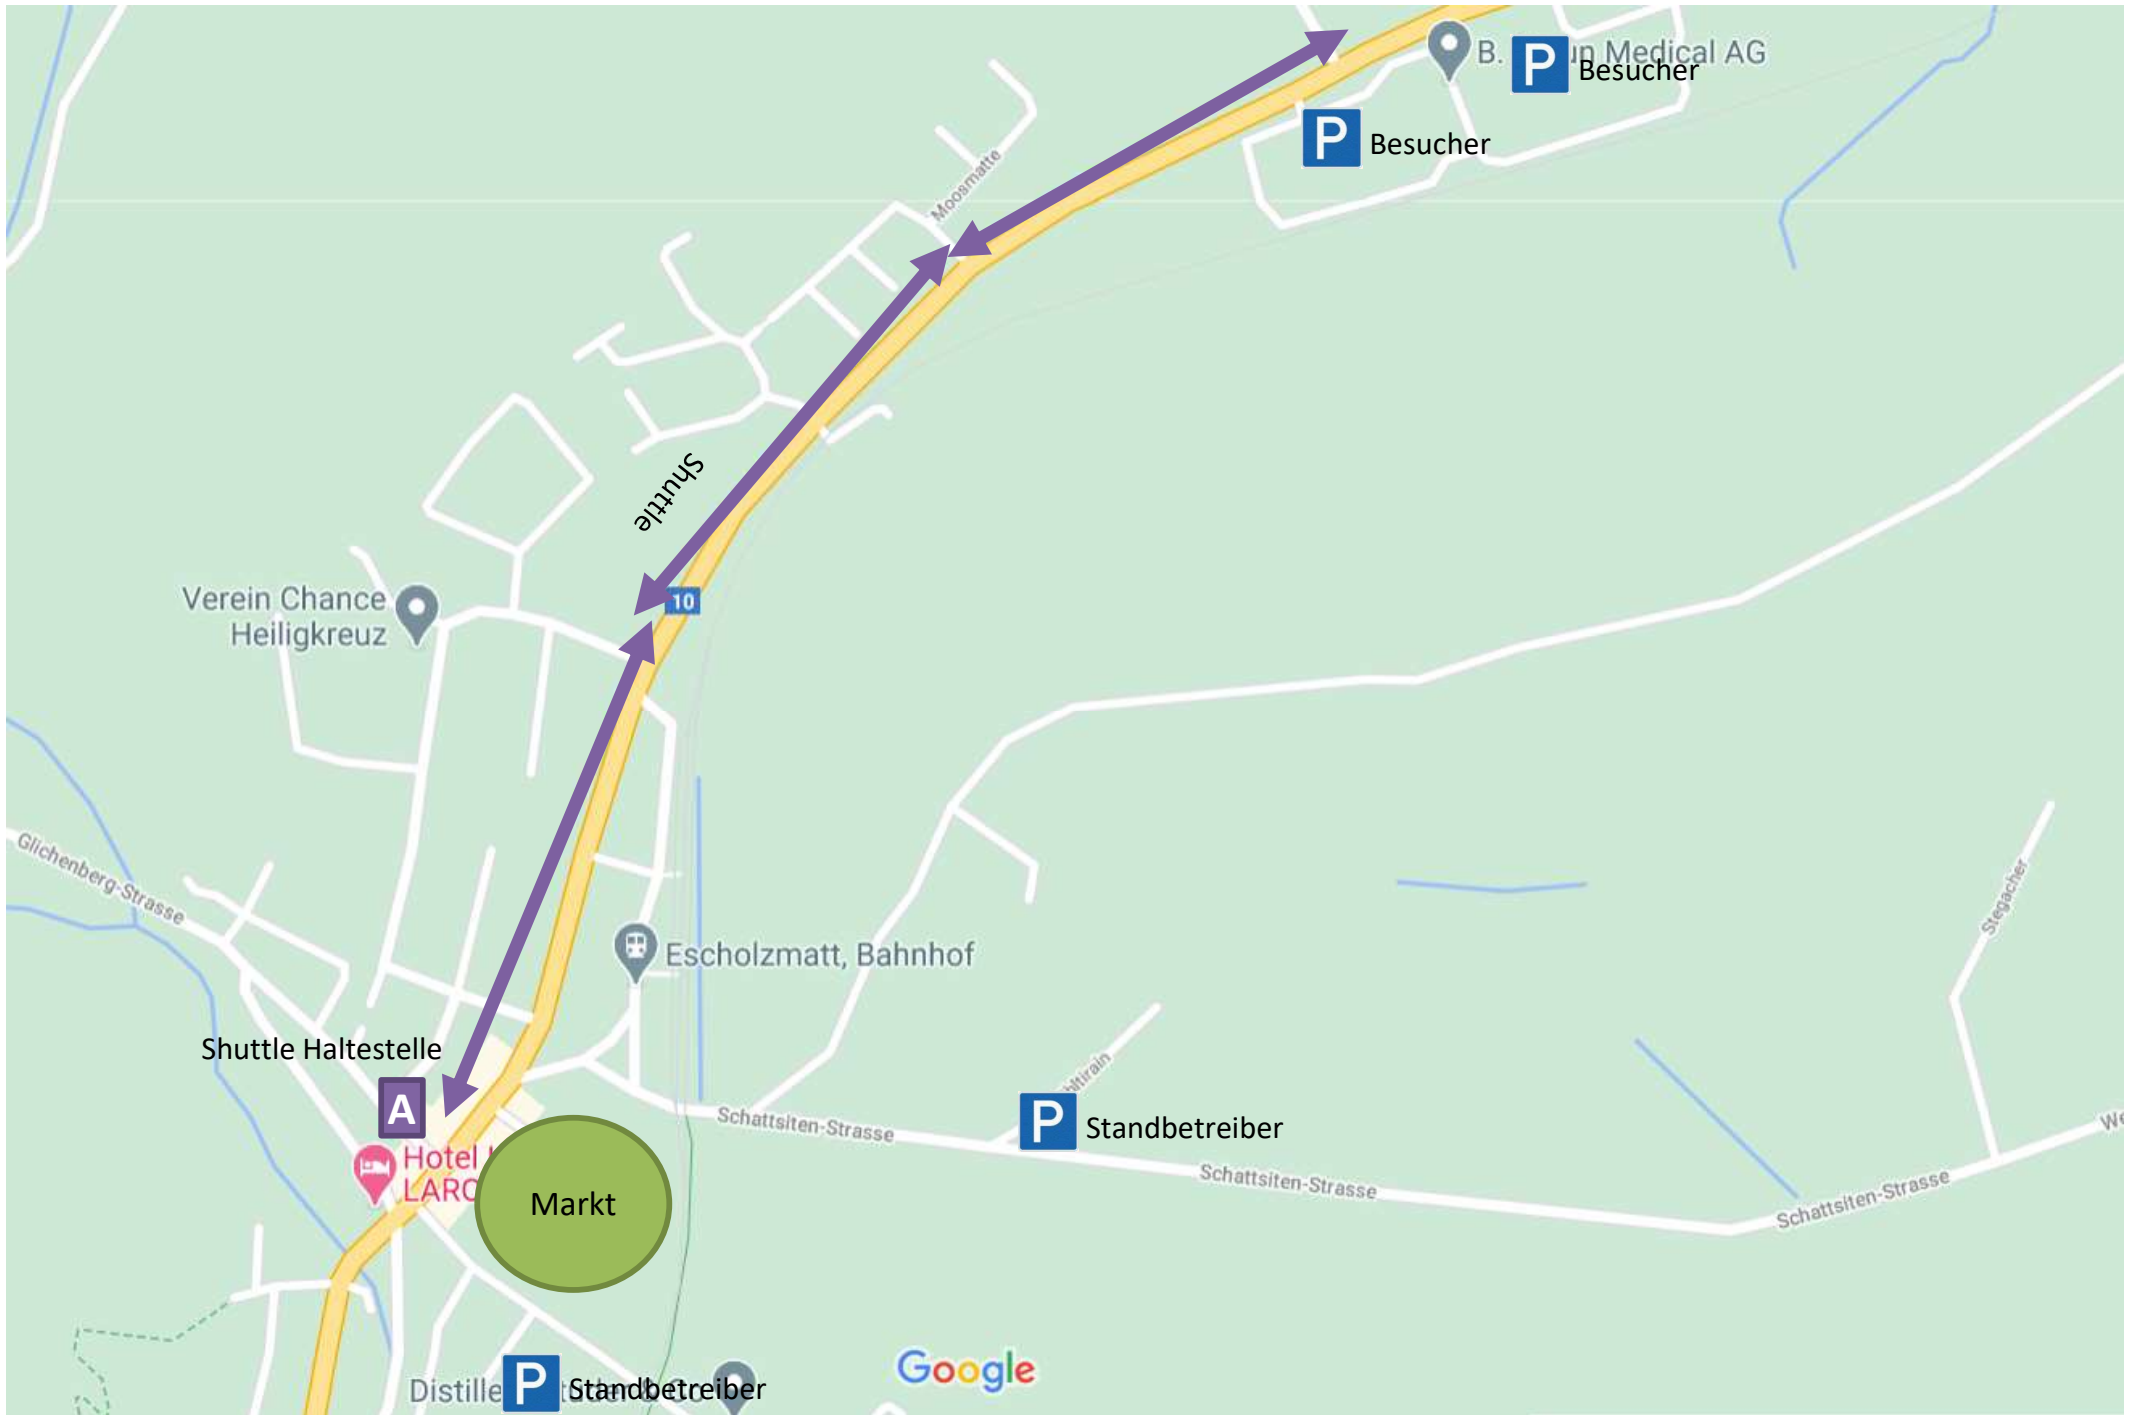 B. un Medical AG
P Besucher
P Besucher
Moosmatte
Shuttle
10
Verein Chance
Heiligkreuz
Glichenberg-Strasse
Escholzmatt, Bahnhof
Shuttle Haltestelle
A
Schattsiten-Strasse
P Standbetreiber
Schattsiten-Strasse
Schattsiten-Strasse
Stegacher
Hotel
LARC
Markt
Google
P Standbetreiber
Distille